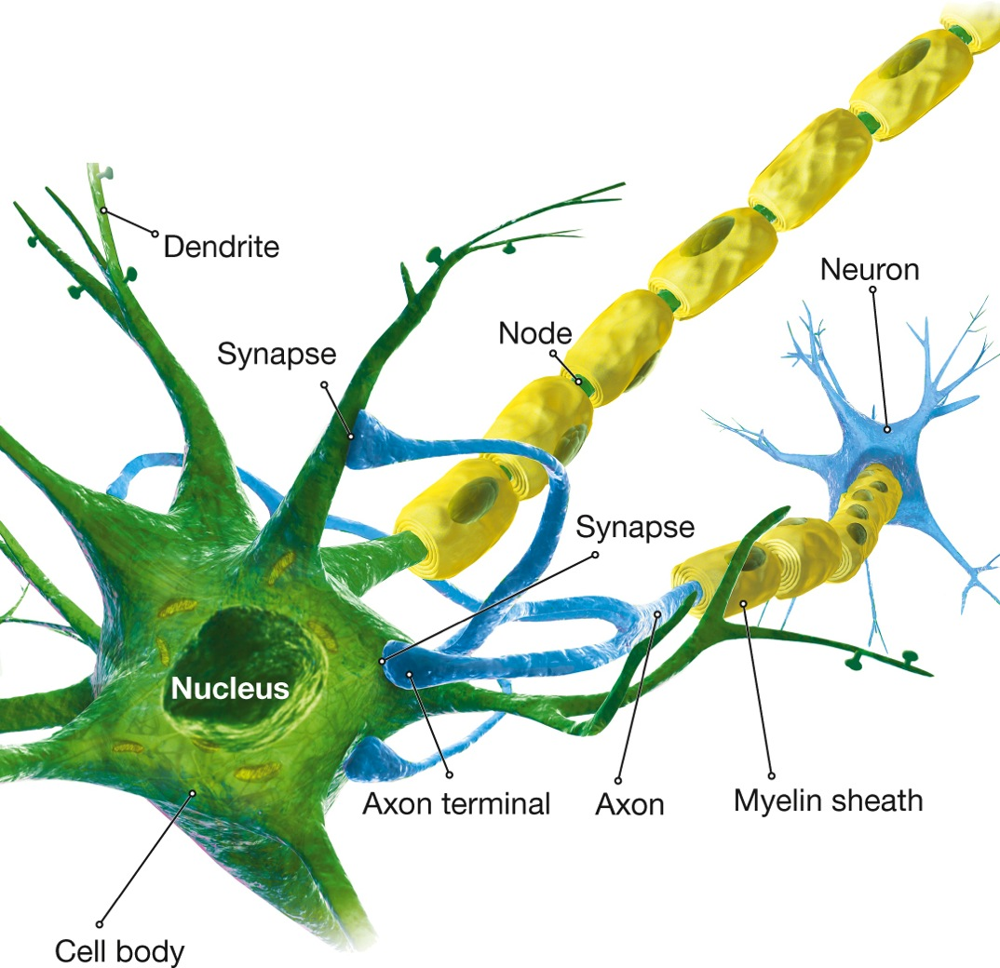 Dendrite
Neuron
Node
Synapse
Synapse
Nucleus
Axon terminal
Axon
Myelin sheath
Cell body